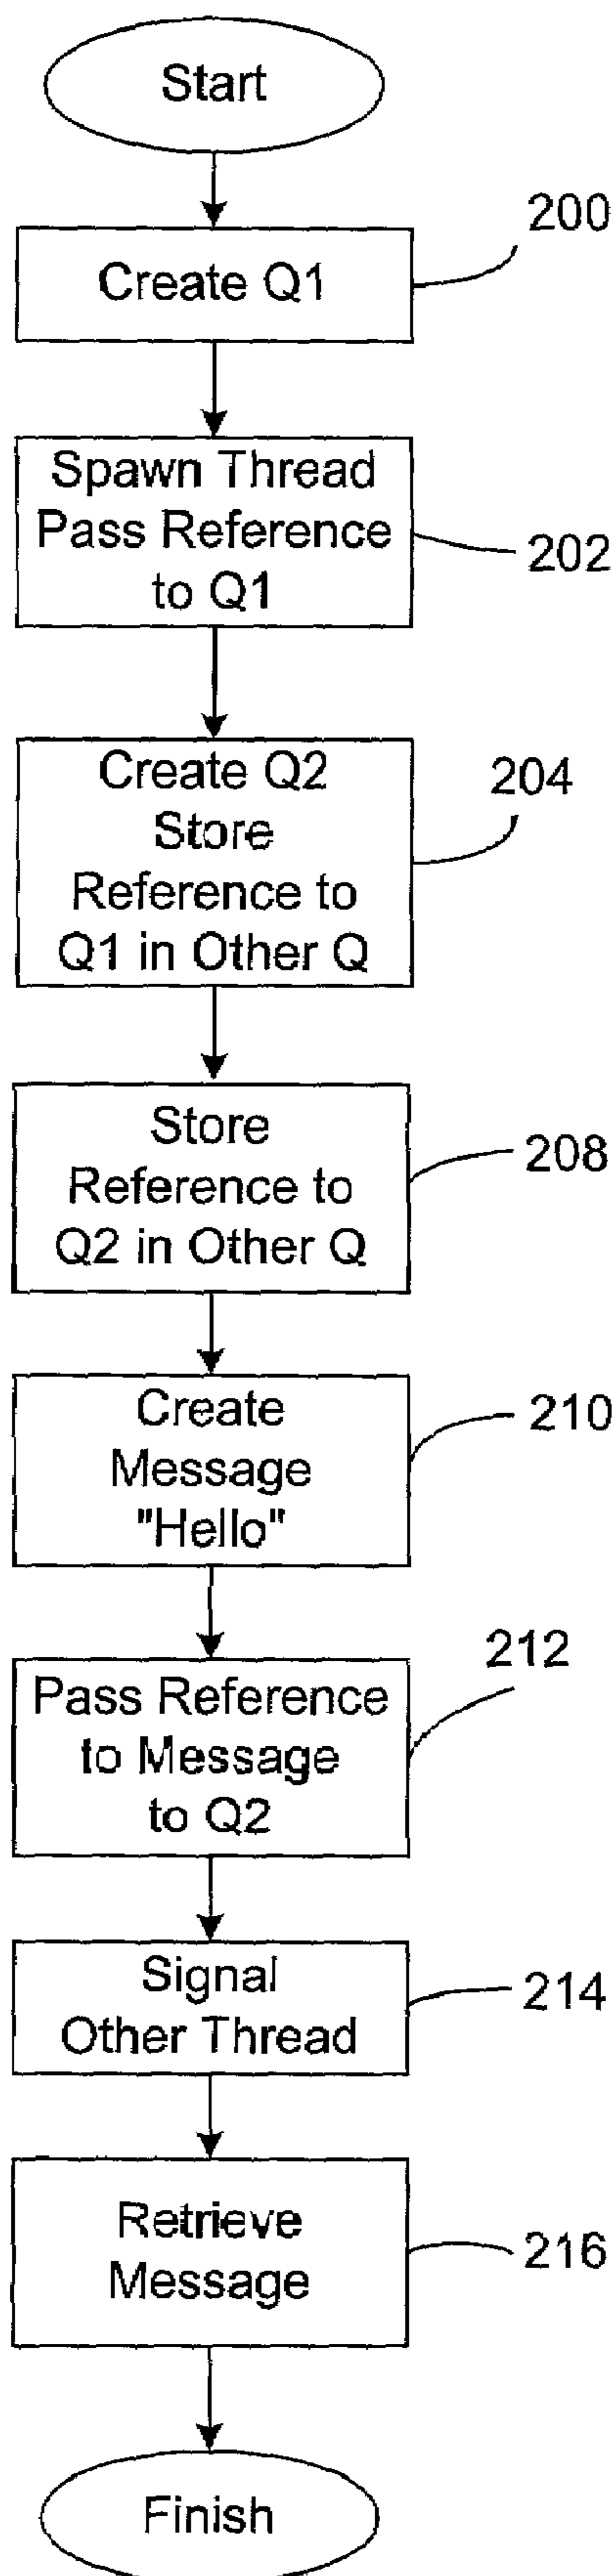 Start
200
Create Q1
Spawn Thread
Pass Reference
to Q1
202
Create Q2
Store
Reference to
Q1 in Other Q
204
Store
Reference to
Q2 in Other Q
208
Create
Message
"Hello"
210
212
Pass Reference
to Message
to Q2
Signal
Other Thread
214
Retrieve
Message
216
Finish